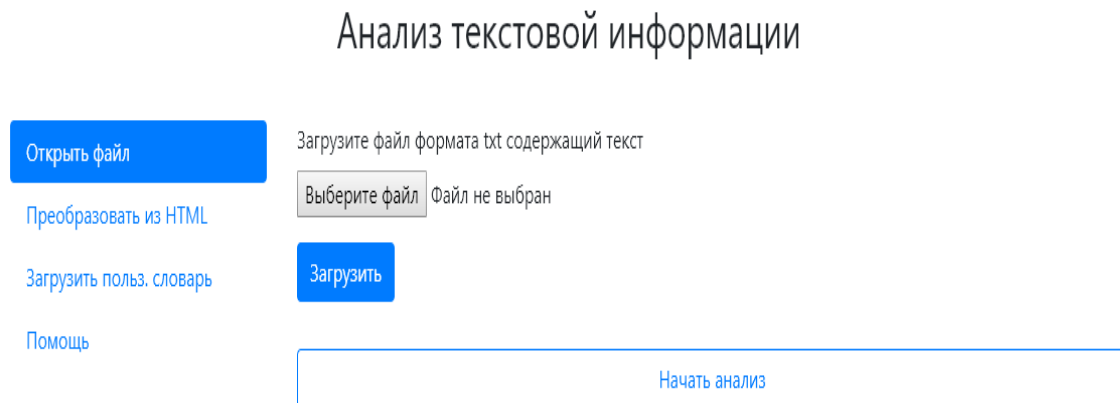 Анализ текстовой информации
Открыть файл
Преобразовать из HTML
Загрузить польз. словарь
Помощь
Загрузите файл формата txt содержащий текст
Выберите файл Файл не выбран
Загрузить
Начать анализ